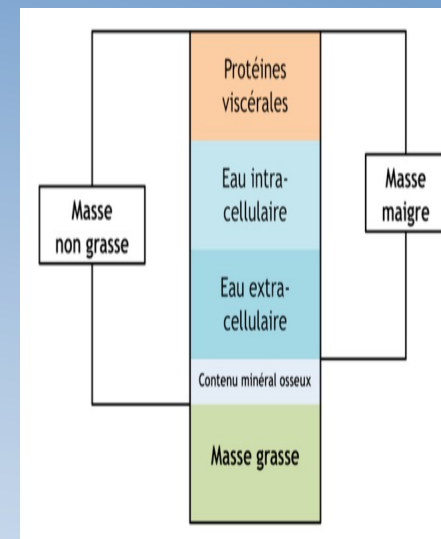 Protéines
viscérales
Eau intra-
cellulaire
Masse
maigre
Masse
non grasse
Eau extra-
cellulaire
Contenu minéral osseux
Masse grasse